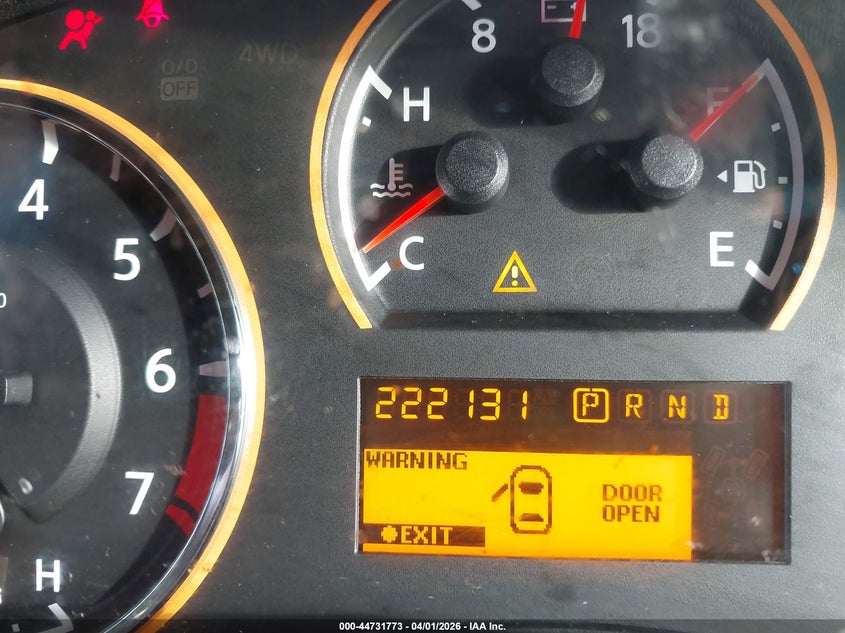 8 18
O/D
OFF
4WD
H F
4
5
C E
6
222131 P R N D
WARNING
7
DOOR
OPEN
EXIT
H
000-44731773 - 04/01/2026 - IAA Inc.